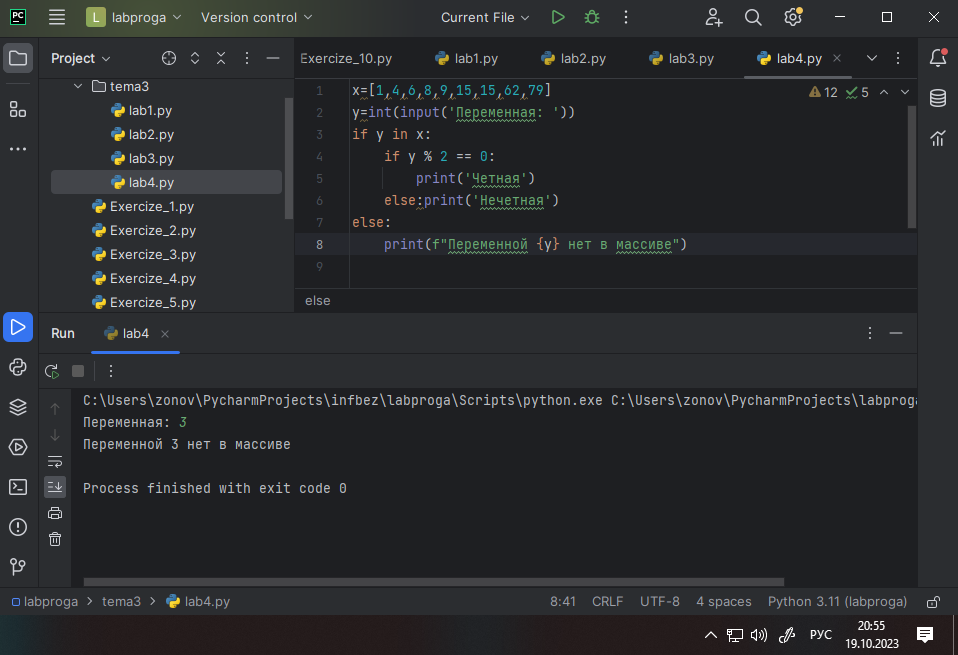 PC L labproga Version control Current File
Project
Exercize_10.py lab1.py lab2.py lab3.py lab4.py
tema3
lab1.py
lab2.py
lab3.py
lab4.py
Exercize_1.py
Exercize_2.py
Exercize_3.py
Exercize_4.py
Exercize_5.py
12 5
1 x=[1,4,6,8,9,15,15,62,79]
2 y=int(input('Переменная: '))
3 if y in x:
4 if y % 2 == 0:
5 print('Четная')
6 else:print('Нечетная')
7 else:
8 print(f"Переменной {y} нет в массиве")
9
else
Run lab4
C:\Users\zonov\PycharmProjects\infbez\labproga\Scripts\python.exe C:\Users\zonov\PycharmProjects\labproga
Переменная: 3
Переменной 3 нет в массиве
Process finished with exit code 0
labproga > tema3 > lab4.py 8:41 CRLF UTF-8 4 spaces Python 3.11 (labproga)
РУС 20:55
19.10.2023